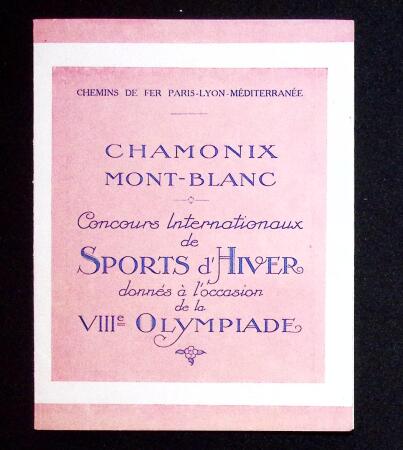 CHEMINS DE FER PARIS-LYON-MÉDITERRANÉE
CHAMONIX
MONT-BLANC
Concours Internationaux
de
SPORTS d'HIVER
donnés à l'occasion
de la
VIIIe OLYMPIADE